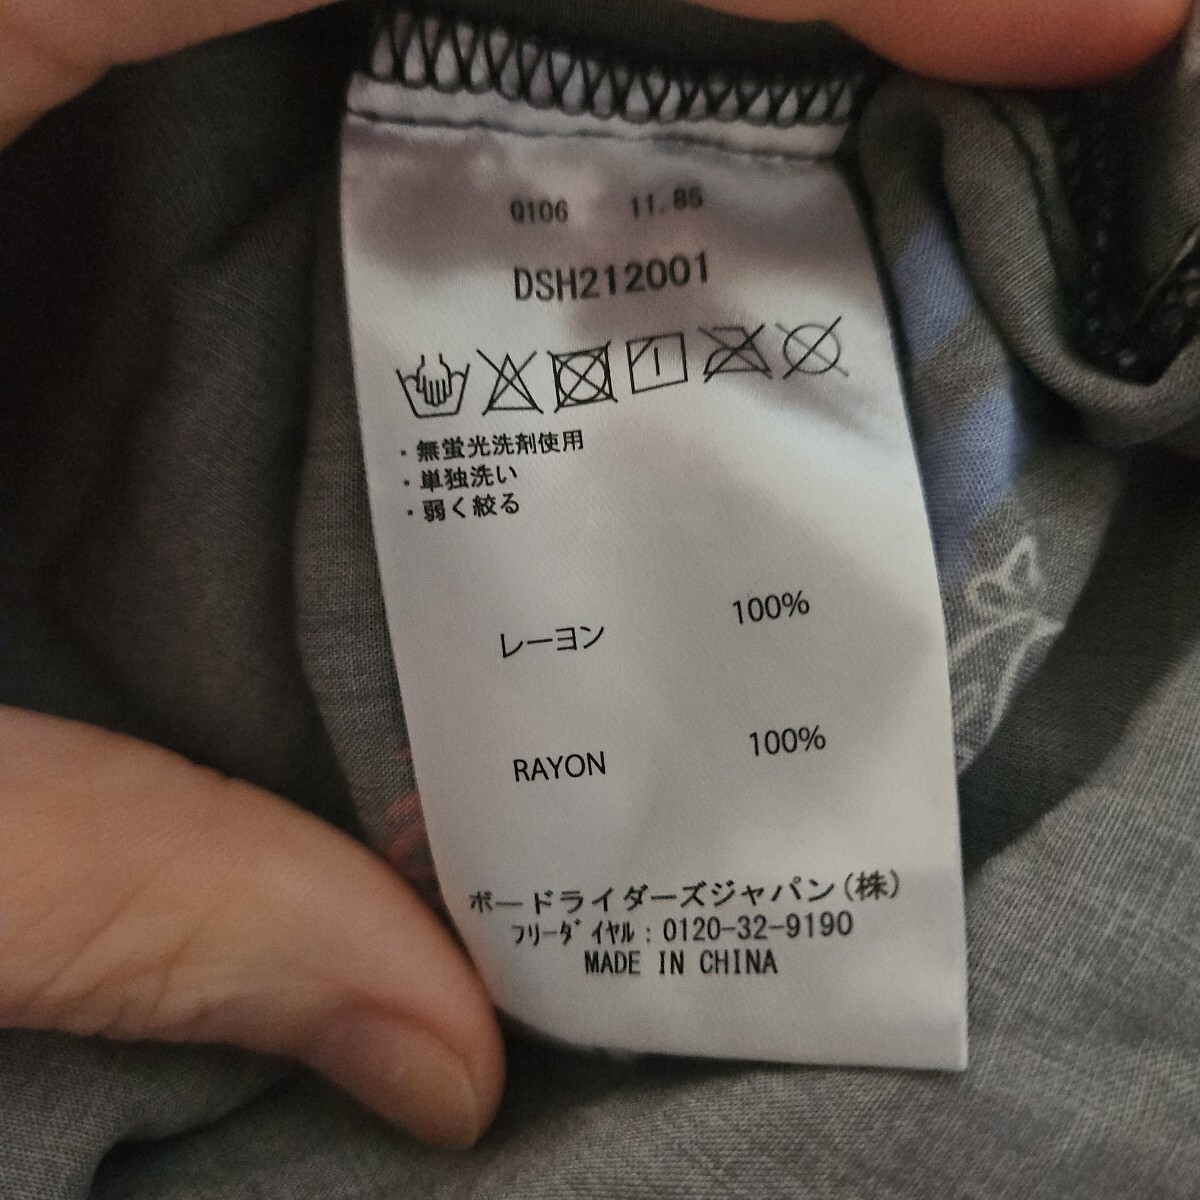 Q106 11.85
DSH212001
・無蛍光洗剤使用
・単独洗い
・弱く絞る
レーヨン 100%
RAYON 100%
ボードライダーズジャパン(株)
フリーダイヤル:0120-32-9190
MADE IN CHINA